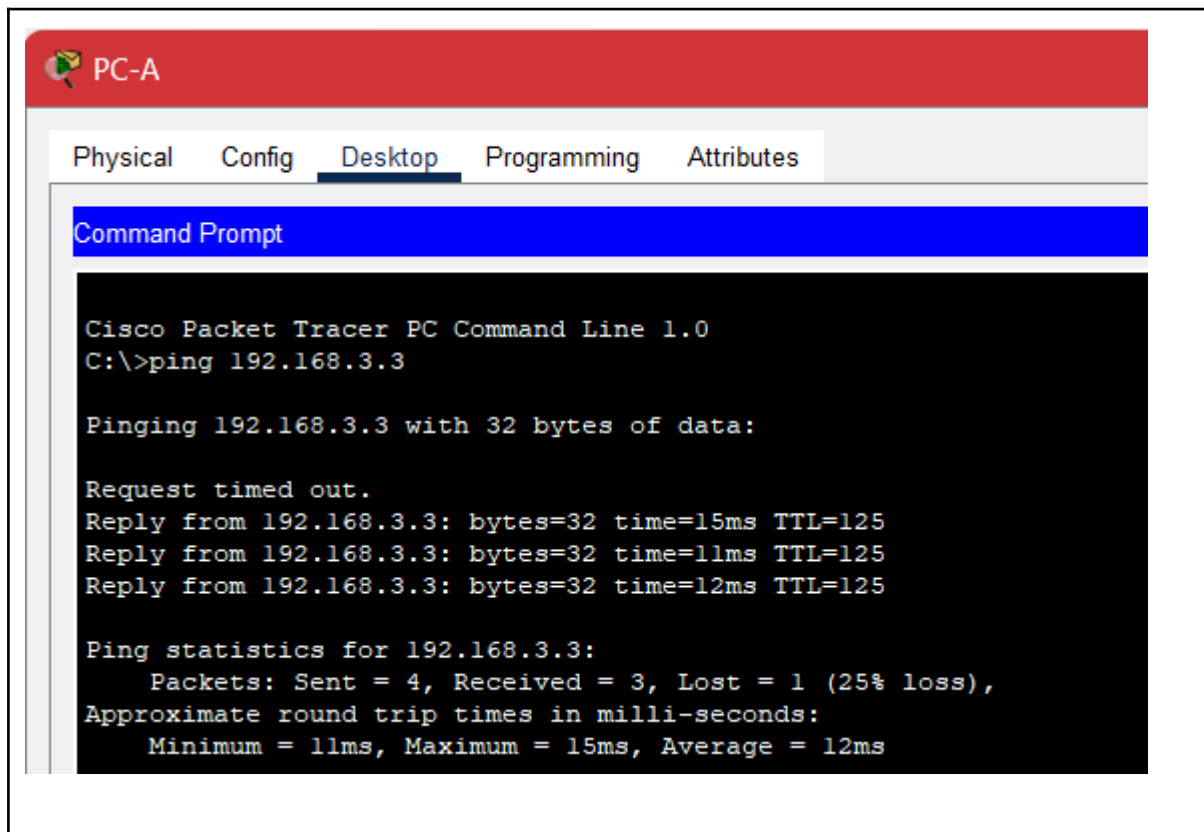 PC-A
Physical Config Desktop Programming Attributes
Command Prompt
Cisco Packet Tracer PC Command Line 1.0
C:\>ping 192.168.3.3
Pinging 192.168.3.3 with 32 bytes of data:
Request timed out.
Reply from 192.168.3.3: bytes=32 time=15ms TTL=125
Reply from 192.168.3.3: bytes=32 time=11ms TTL=125
Reply from 192.168.3.3: bytes=32 time=12ms TTL=125
Ping statistics for 192.168.3.3:
Packets: Sent = 4, Received = 3, Lost = 1 (25% loss),
Approximate round trip times in milli-seconds:
Minimum = 11ms, Maximum = 15ms, Average = 12ms